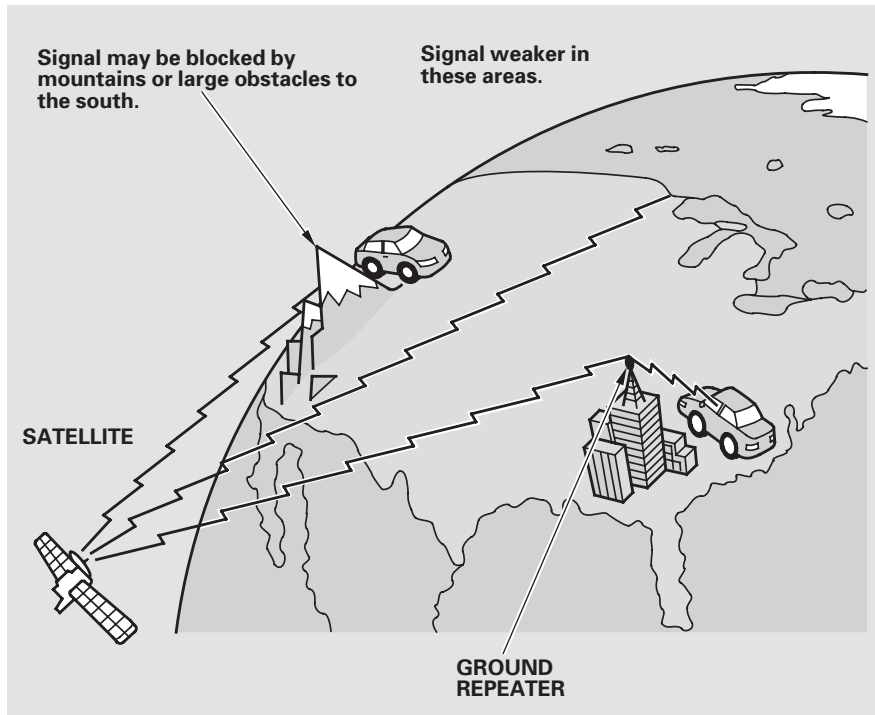 Signal may be blocked by
mountains or large obstacles to
the south.
Signal weaker in
these areas.
SATELLITE
GROUND
REPEATER